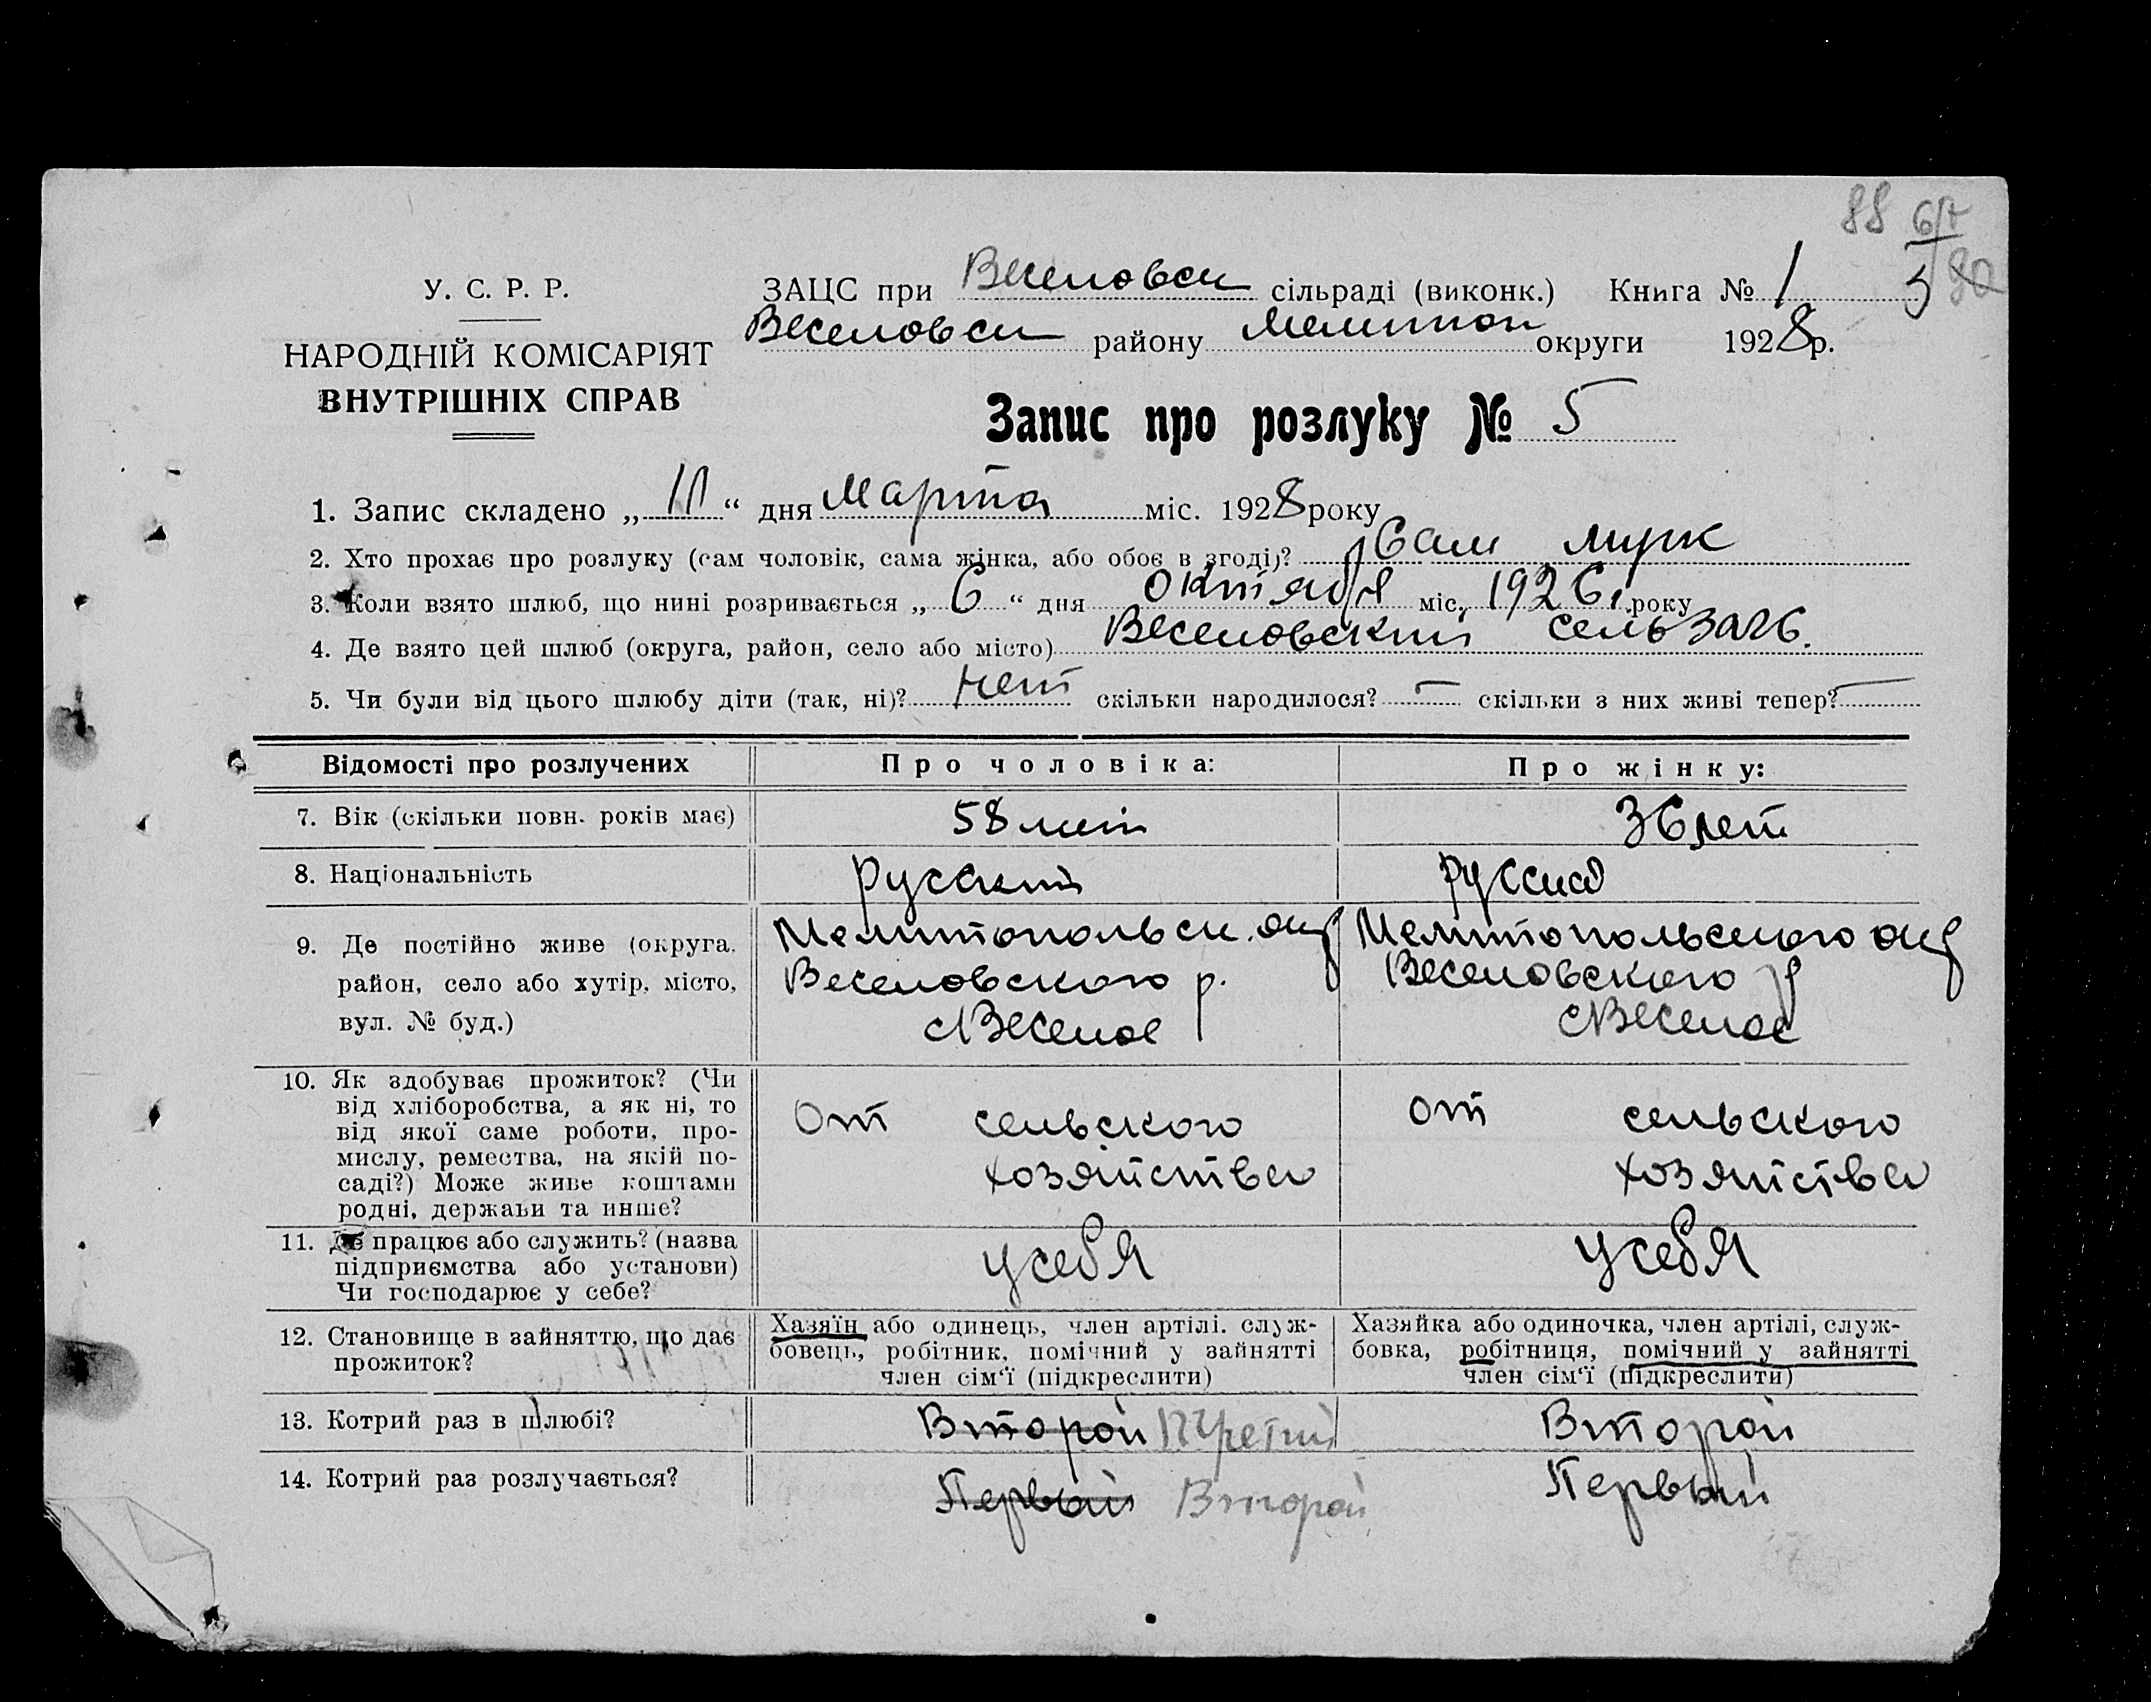 88 67
90
У. С. Р. Р.
НАРОДНІЙ КОМІСАРІЯТ
ВНУТРІШНІХ СПРАВ
ЗАЦС при Веселовск сільраді (виконк.) Книга № 1
Веселовск району Мелитоп округи 1928 р.
Запис про розлуку № 5
1. Запис складено „ “ дня Марта міс. 1928 року
2. Хто прохає про розлуку (сам чоловік, сама жінка, або обоє в згоді)? Сам муж
3. Коли взято шлюб, що нині розривається „ 6 “ дня октября міс. 1926 року
4. Де взято цей шлюб (округа, район, село або місто) Веселовский сель загс.
5. Чи були від цього шлюбу діти (так, ні)? Нет скільки народилося? — скільки з них живі тепер? —
Відомості про розлучених Про чоловіка: Про жінку:
7. Вік (скільки повн. років має) 58 лет 36 лет
8. Національність русский русская
9. Де постійно живе (округа, район, село або хутір, місто, вул. № буд.)
Мелитопольск. окр Мелитопольского окр
Веселовского р. Веселовского р
с Веселое с Веселое
10. Як здобуває прожиток? (Чи
від хліборобства, а як ні, то
від якої саме роботи, про-
мислу, ремества, на якій по-
саді?) Може живе коштами
родні, держави та инше?
От сельского от сельского
хозяйства хозяйства
11. Де працює або служить? (назва
підприємства або установи)
Чи господарює у себе?
у себя у себя
12. Становище в зайняттю, що дає
прожиток?
Хазяїн або одинець, член артілі, служ-
бовець, робітник, помічний у зайнятті
член сім‘ї (підкреслити)
Хазяйка або одиночка, член артілі, служ-
бовка, робітниця, помічний у зайнятті
член сім‘ї (підкреслити)
13. Котрий раз в шлюбі? Второй Третий Второй
14. Котрий раз розлучається? Первый Второй Первый